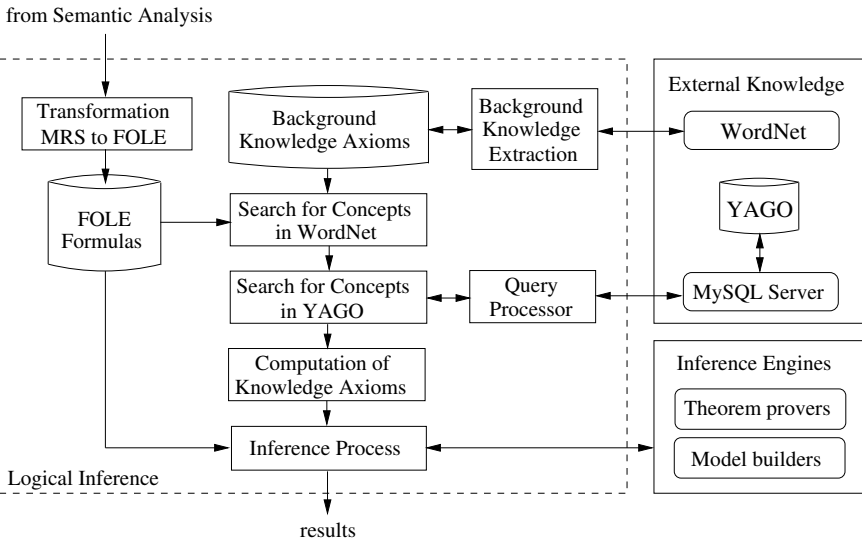 from Semantic Analysis
Transformation
MRS to FOLE
Background
Knowledge Axioms
Background
Knowledge
Extraction
External Knowledge
WordNet
FOLE
Formulas
Search for Concepts
in WordNet
YAGO
Search for Concepts
in YAGO
Query
Processor
MySQL Server
Computation of
Knowledge Axioms
Inference Engines
Theorem provers
Inference Process
Model builders
Logical Inference
results